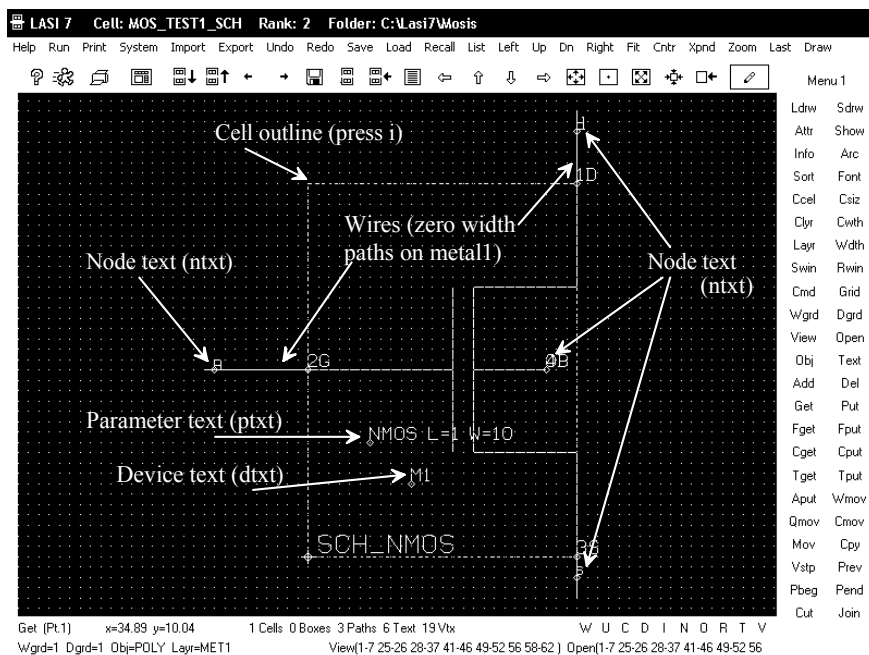 LASI 7 Cell: MOS_TEST1_SCH Rank: 2 Folder: C:\Lasi7\Mosis
Help Run Print System Import Export Undo Redo Save Load Recall List Left Up Dn Right Fit Cntr Xpnd Zoom Last Draw
Menu 1
Ldrw Sdrw
Attr Show
Info Arc
Sort Font
Ccel Csiz
Clyr Cwth
Layr Wdth
Swin Rwin
Cmd Grid
Wgrd Dgrd
View Open
Obj Text
Add Del
Get Put
Fget Fput
Cget Cput
Tget Tput
Aput Wmov
Qmov Cmov
Mov Cpy
Vstp Prev
Pbeg Pend
Cut Join
Cell outline (press i)
1D
Wires (zero width
paths on metal1)
Node text (ntxt)
Node text
(ntxt)
2G
Parameter text (ptxt)
NMOS L=1 W=10
Device text (dtxt)
M1
SCH_NMOS
Get (Pt.1) x=34.89 y=10.04 1 Cells 0 Boxes 3 Paths 6 Text 19 Vtx W U C D I N O R T V
Wgrd=1 Dgrd=1 Obj=POLY Layr=MET1 View(1-7 25-26 28-37 41-46 49-52 56 58-62 ) Open(1-7 25-26 28-37 41-46 49-52 56